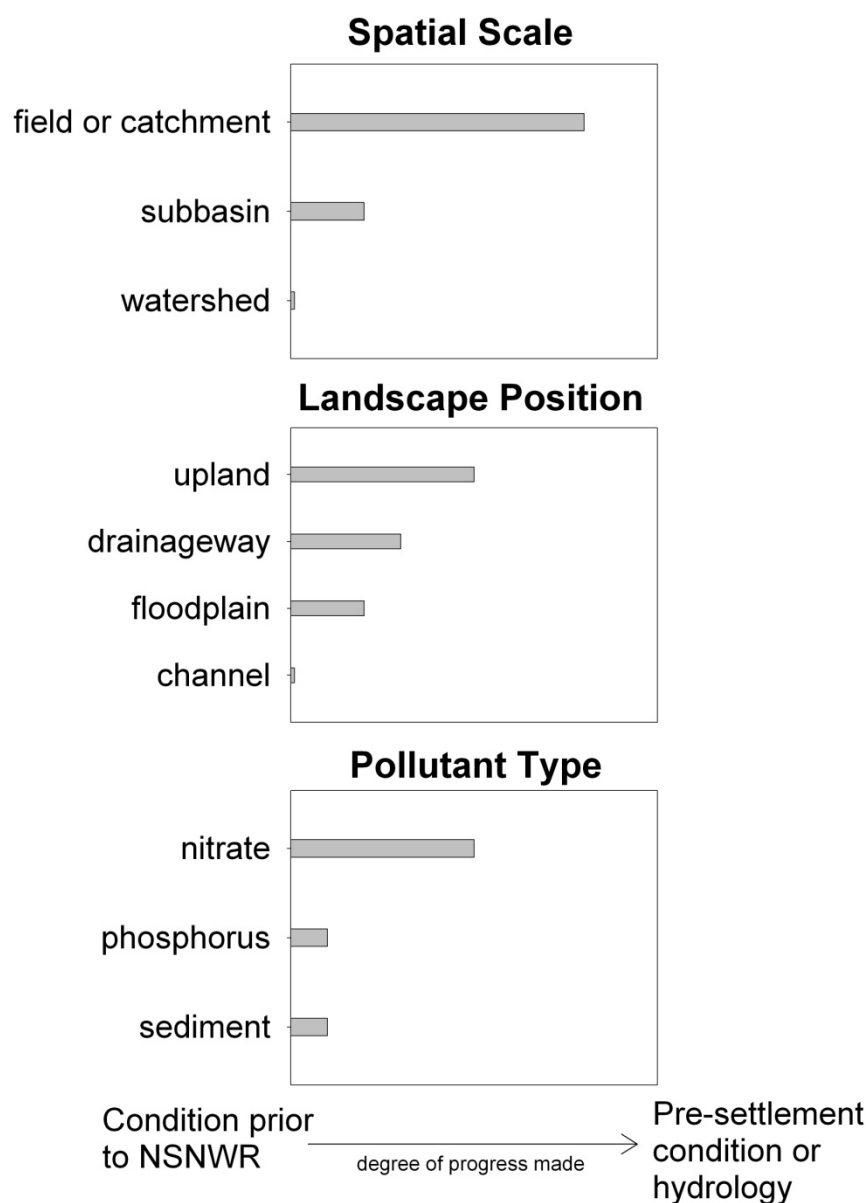 Spatial Scale
field or catchment
subbasin
watershed
Landscape Position
upland
drainageway
floodplain
channel
Pollutant Type
nitrate
phosphorus
sediment
Condition prior
to NSNWR
degree of progress made
Pre-settlement
condition or
hydrology